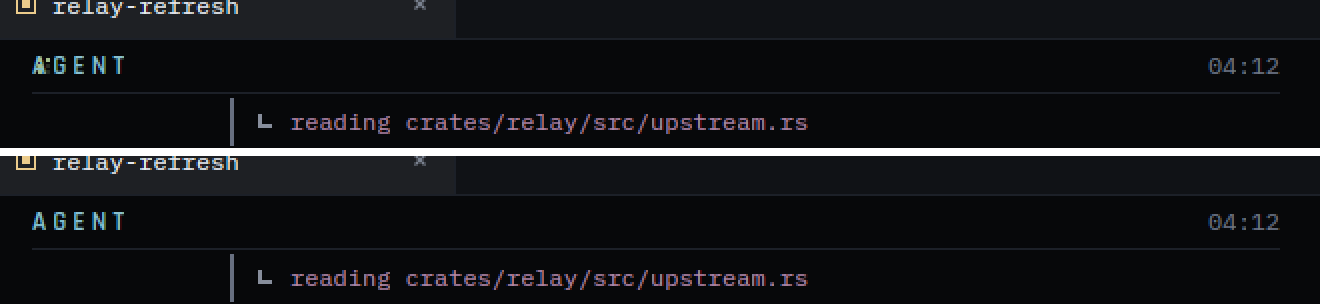 relay-refresh ×
AGENT 04:12
reading crates/relay/src/upstream.rs
relay-refresh ×
AGENT 04:12
reading crates/relay/src/upstream.rs